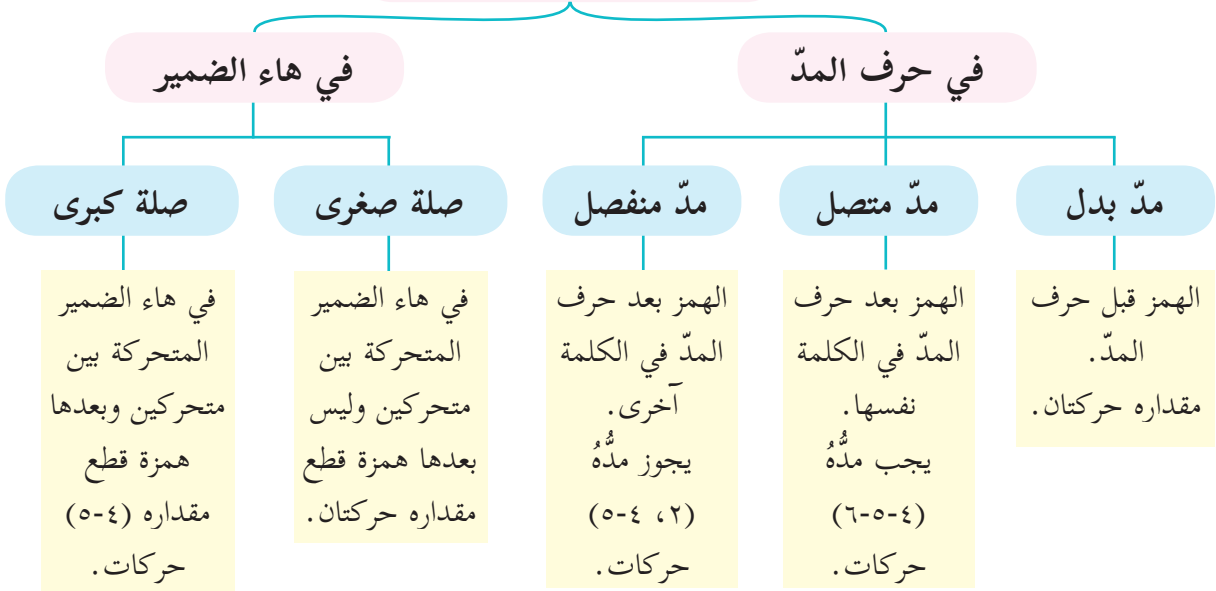 في حرف المدّ
في هاء الضمير
مدّ بدل
مدّ متصل
مدّ منفصل
صلة صغرى
صلة كبرى
الهمز قبل حرف
المدّ.
مقداره حركتان.
الهمز بعد حرف
المدّ في الكلمة
نفسها.
يجب مدُّهُ
(٤-٥-٦)
حركات.
الهمز بعد حرف
المدّ في الكلمة
آخرى.
يجوز مدُّهُ
(٢، ٤-٥)
حركات.
في هاء الضمير
المتحركة بين
متحركين وليس
بعدها همزة قطع
مقداره حركتان.
في هاء الضمير
المتحركة بين
متحركين وبعدها
همزة قطع
مقداره (٤-٥)
حركات.